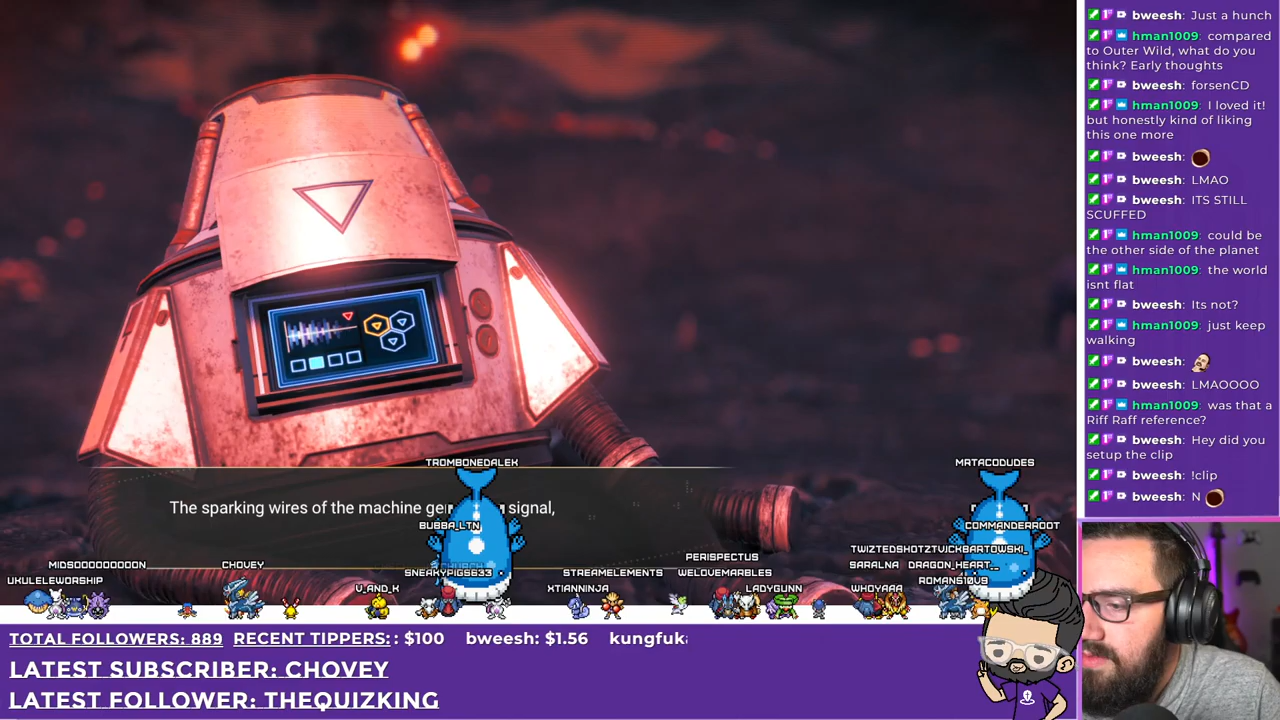 bweesh: Just a hunch
hman1009: compared
to Outer Wild, what do you
think? Early thoughts
bweesh: forsenCD
hman1009: I loved it!
but honestly kind of liking
this one more
bweesh:
bweesh: LMAO
bweesh: ITS STILL
SCUFFED
hman1009: could be
the other side of the planet
hman1009: the world
isnt flat
bweesh: Its not?
hman1009: just keep
walking
bweesh:
bweesh: LMAOOOO
hman1009: was that a
Riff Raff reference?
bweesh: Hey did you
setup the clip
bweesh: !clip
bweesh: N
The sparking wires of the machine signal,
TROMBONEDALEK
MRTACODUDES
BUBBA_LTN
COMMANDERROOT
MIDSOOOOOOOOON
CHOVEY
UKULELEWORSHIP
SNEAKYPIGS633
V_AND_K
STREAMELEMENTS
XTIANNINJA
PERISPECTUS
WELOVEMARBLES
LADYGUNN
SARALNA
DRAGON_HEART_
WHOYAAA
TOTAL FOLLOWERS: 889 RECENT TIPPERS: : $100 bweesh: $1.56 kungfuk
LATEST SUBSCRIBER: CHOVEY
LATEST FOLLOWER: THEQUIZKING